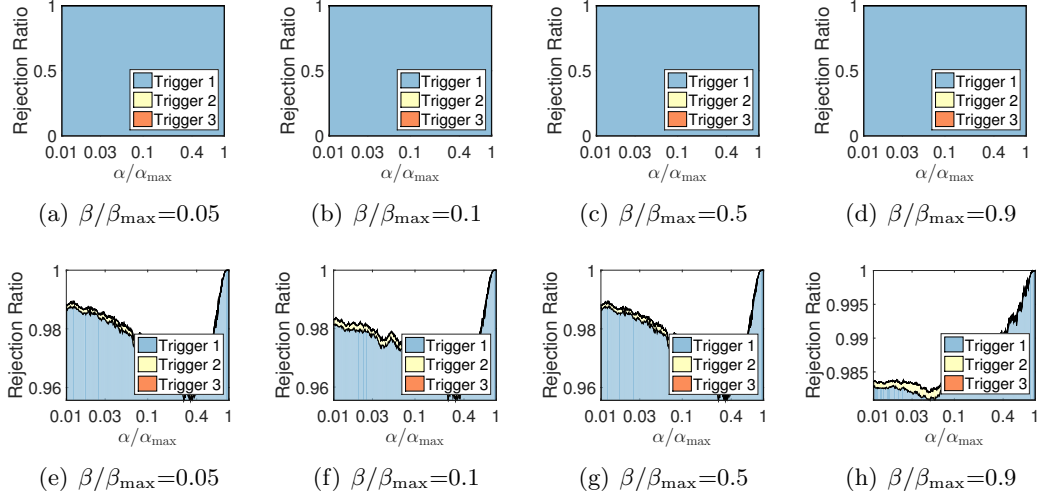 Rejection Ratio
1
0.5
0
Trigger 1
Trigger 2
Trigger 3
0.01 0.03 0.1 0.4 1
α/αmax
(a) β/βmax=0.05
Rejection Ratio
1
0.5
0
Trigger 1
Trigger 2
Trigger 3
0.01 0.03 0.1 0.4 1
α/αmax
(b) β/βmax=0.1
Rejection Ratio
1
0.5
0
Trigger 1
Trigger 2
Trigger 3
0.01 0.03 0.1 0.4 1
α/αmax
(c) β/βmax=0.5
Rejection Ratio
1
0.5
0
Trigger 1
Trigger 2
Trigger 3
0.01 0.03 0.1 0.4 1
α/αmax
(d) β/βmax=0.9
Rejection Ratio
1
0.98
0.96
Trigger 1
Trigger 2
Trigger 3
0.01 0.03 0.1 0.4 1
α/αmax
(e) β/βmax=0.05
Rejection Ratio
1
0.98
0.96
Trigger 1
Trigger 2
Trigger 3
0.01 0.03 0.1 0.4 1
α/αmax
(f) β/βmax=0.1
Rejection Ratio
1
0.98
0.96
Trigger 1
Trigger 2
Trigger 3
0.01 0.03 0.1 0.4 1
α/αmax
(g) β/βmax=0.5
Rejection Ratio
1
0.995
0.99
0.985
Trigger 1
Trigger 2
Trigger 3
0.01 0.03 0.1 0.4 1
α/αmax
(h) β/βmax=0.9